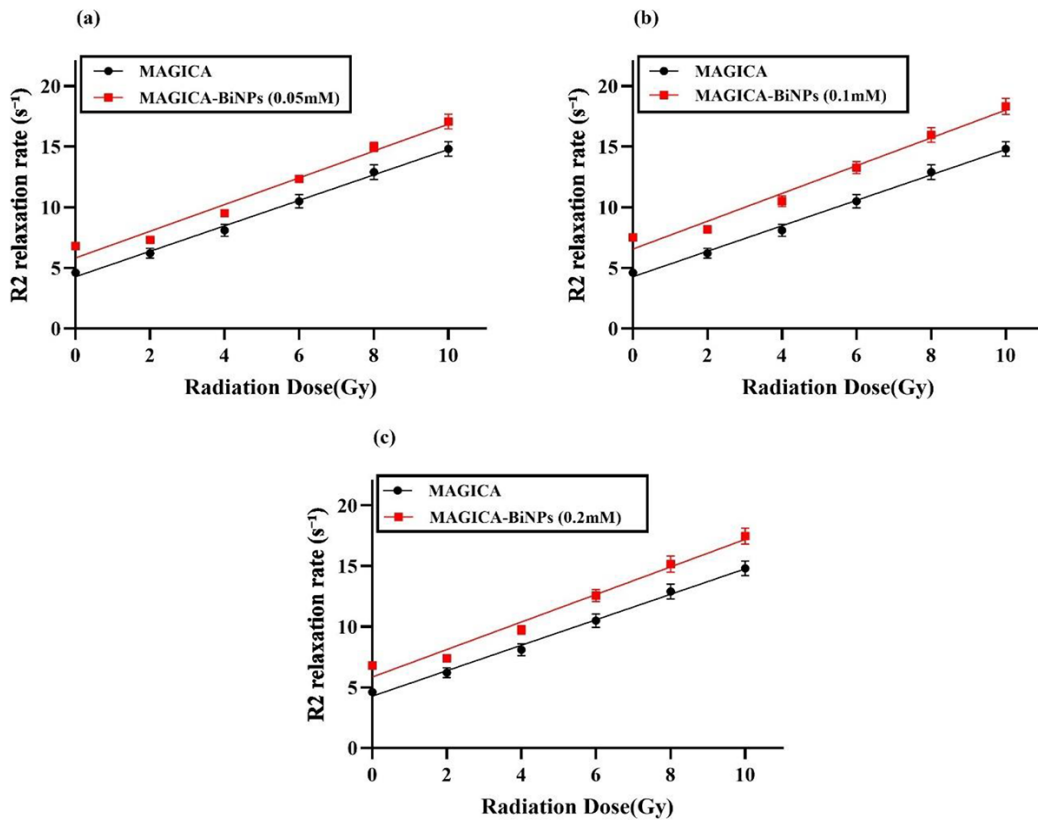 (a)
MAGICA
MAGICA-BiNPs (0.05mM)
R2 relaxation rate (s⁻¹)
20
15
10
5
0
0 2 4 6 8 10
Radiation Dose(Gy)
(b)
MAGICA
MAGICA-BiNPs (0.1mM)
R2 relaxation rate (s⁻¹)
20
15
10
5
0
0 2 4 6 8 10
Radiation Dose(Gy)
(c)
MAGICA
MAGICA-BiNPs (0.2mM)
R2 relaxation rate (s⁻¹)
20
15
10
5
0
0 2 4 6 8 10
Radiation Dose(Gy)